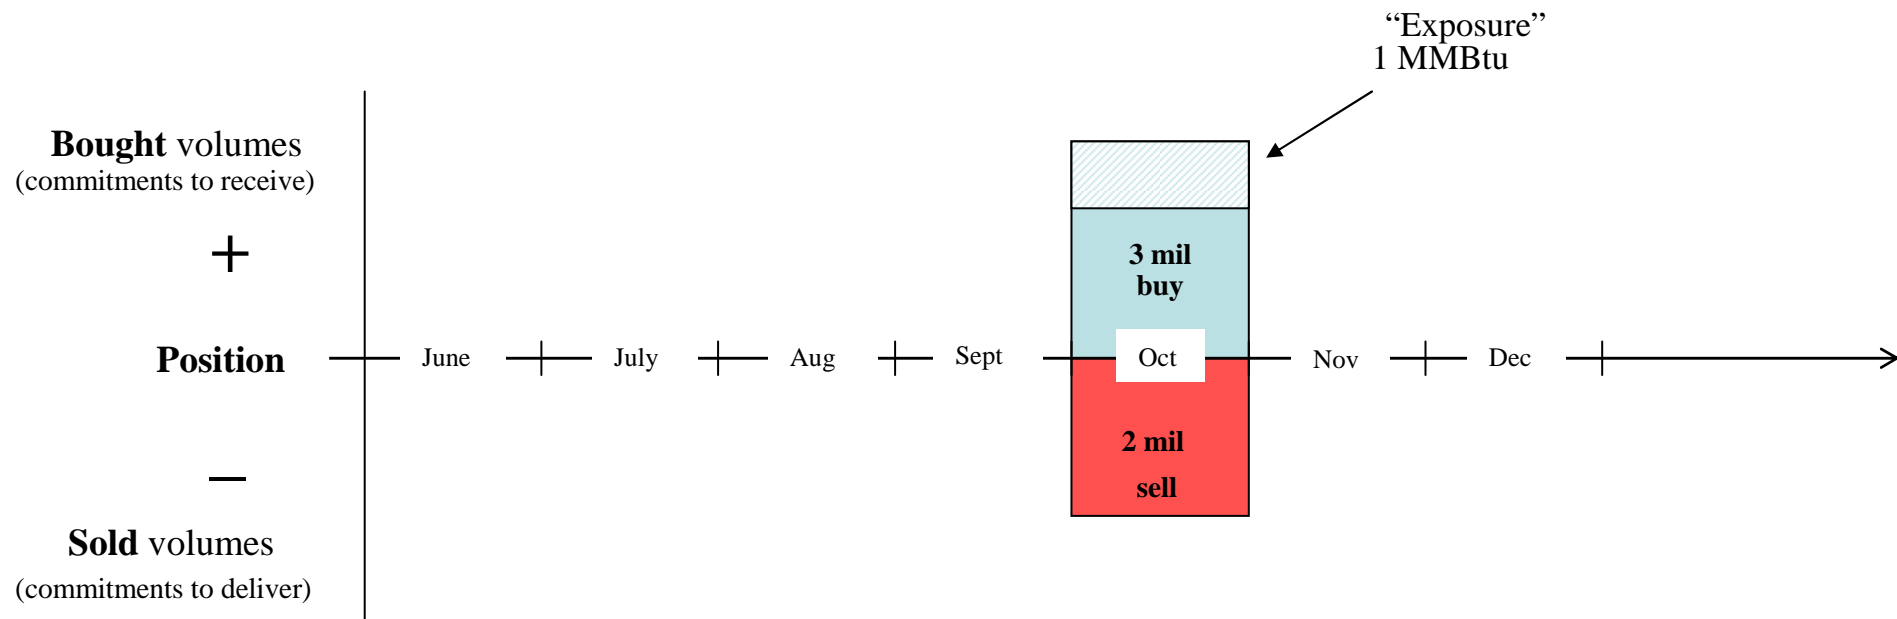 “Exposure”
1 MMBtu
Bought volumes
(commitments to receive)
+
3 mil
buy
Position
June
July
Aug
Sept
Oct
Nov
Dec
2 mil
sell
–
Sold volumes
(commitments to deliver)